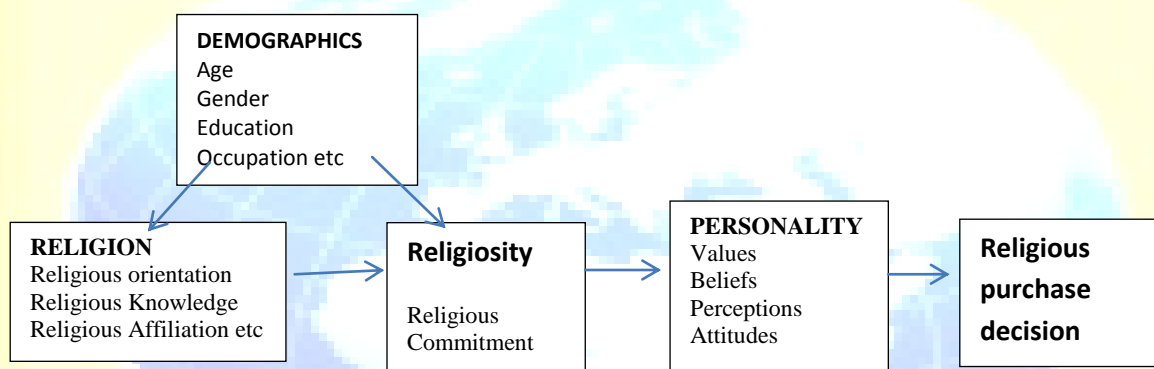 DEMOGRAPHICS
Age
Gender
Education
Occupation etc
RELIGION
Religious orientation
Religious Knowledge
Religious Affiliation etc
Religiosity
Religious
Commitment
PERSONALITY
Values
Beliefs
Perceptions
Attitudes
Religious
purchase
decision